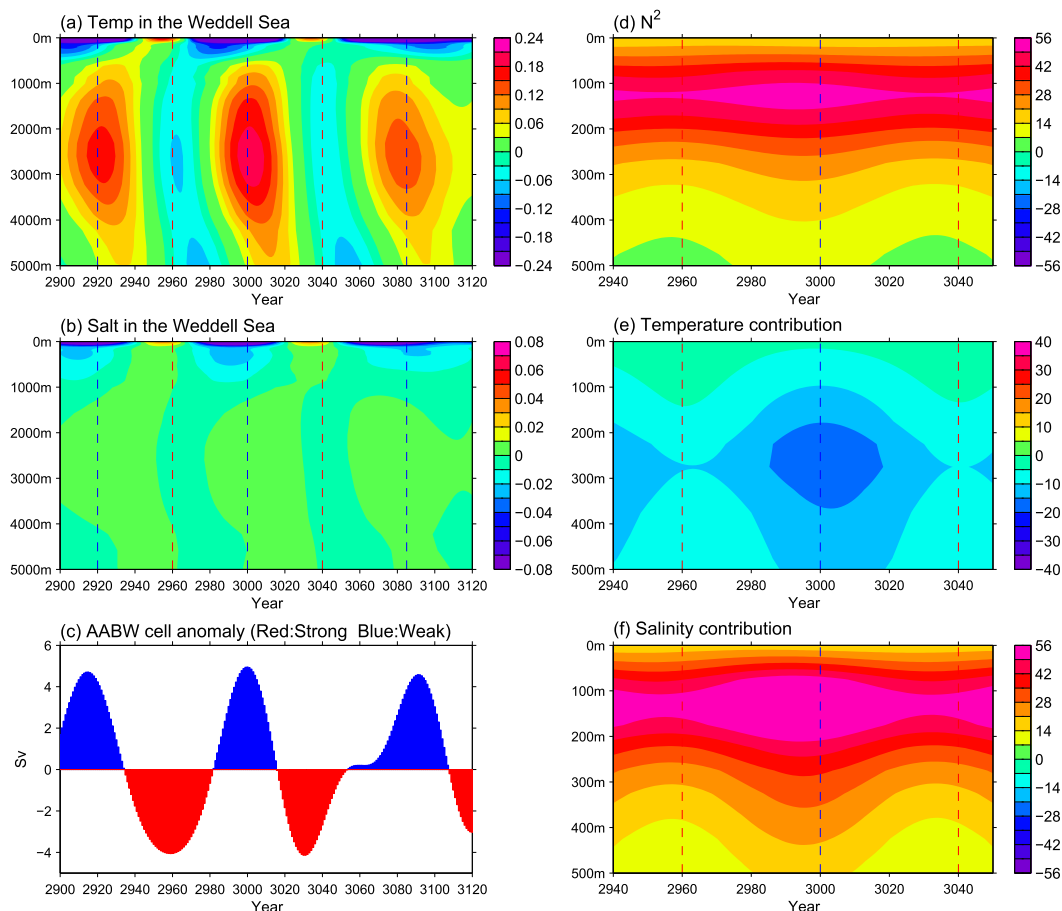 (a) Temp in the Weddell Sea
0m
1000m
2000m
3000m
4000m
5000m
2900 2920 2940 2960 2980 3000 3020 3040 3060 3080 3100 3120
Year
0.24
0.18
0.12
0.06
0
−0.06
−0.12
−0.18
−0.24
(d) N2
0m
100m
200m
300m
400m
500m
2940 2960 2980 3000 3020 3040
Year
56
42
28
14
0
−14
−28
−42
−56
(b) Salt in the Weddell Sea
0m
1000m
2000m
3000m
4000m
5000m
2900 2920 2940 2960 2980 3000 3020 3040 3060 3080 3100 3120
Year
0.08
0.06
0.04
0.02
0
−0.02
−0.04
−0.06
−0.08
(e) Temperature contribution
0m
100m
200m
300m
400m
500m
2940 2960 2980 3000 3020 3040
Year
40
30
20
10
0
−10
−20
−30
−40
(c) AABW cell anomaly (Red:Strong Blue:Weak)
6
4
2
0
−2
−4
Sv
2900 2920 2940 2960 2980 3000 3020 3040 3060 3080 3100 3120
Year
(f) Salinity contribution
0m
100m
200m
300m
400m
500m
2940 2960 2980 3000 3020 3040
Year
56
42
28
14
0
−14
−28
−42
−56